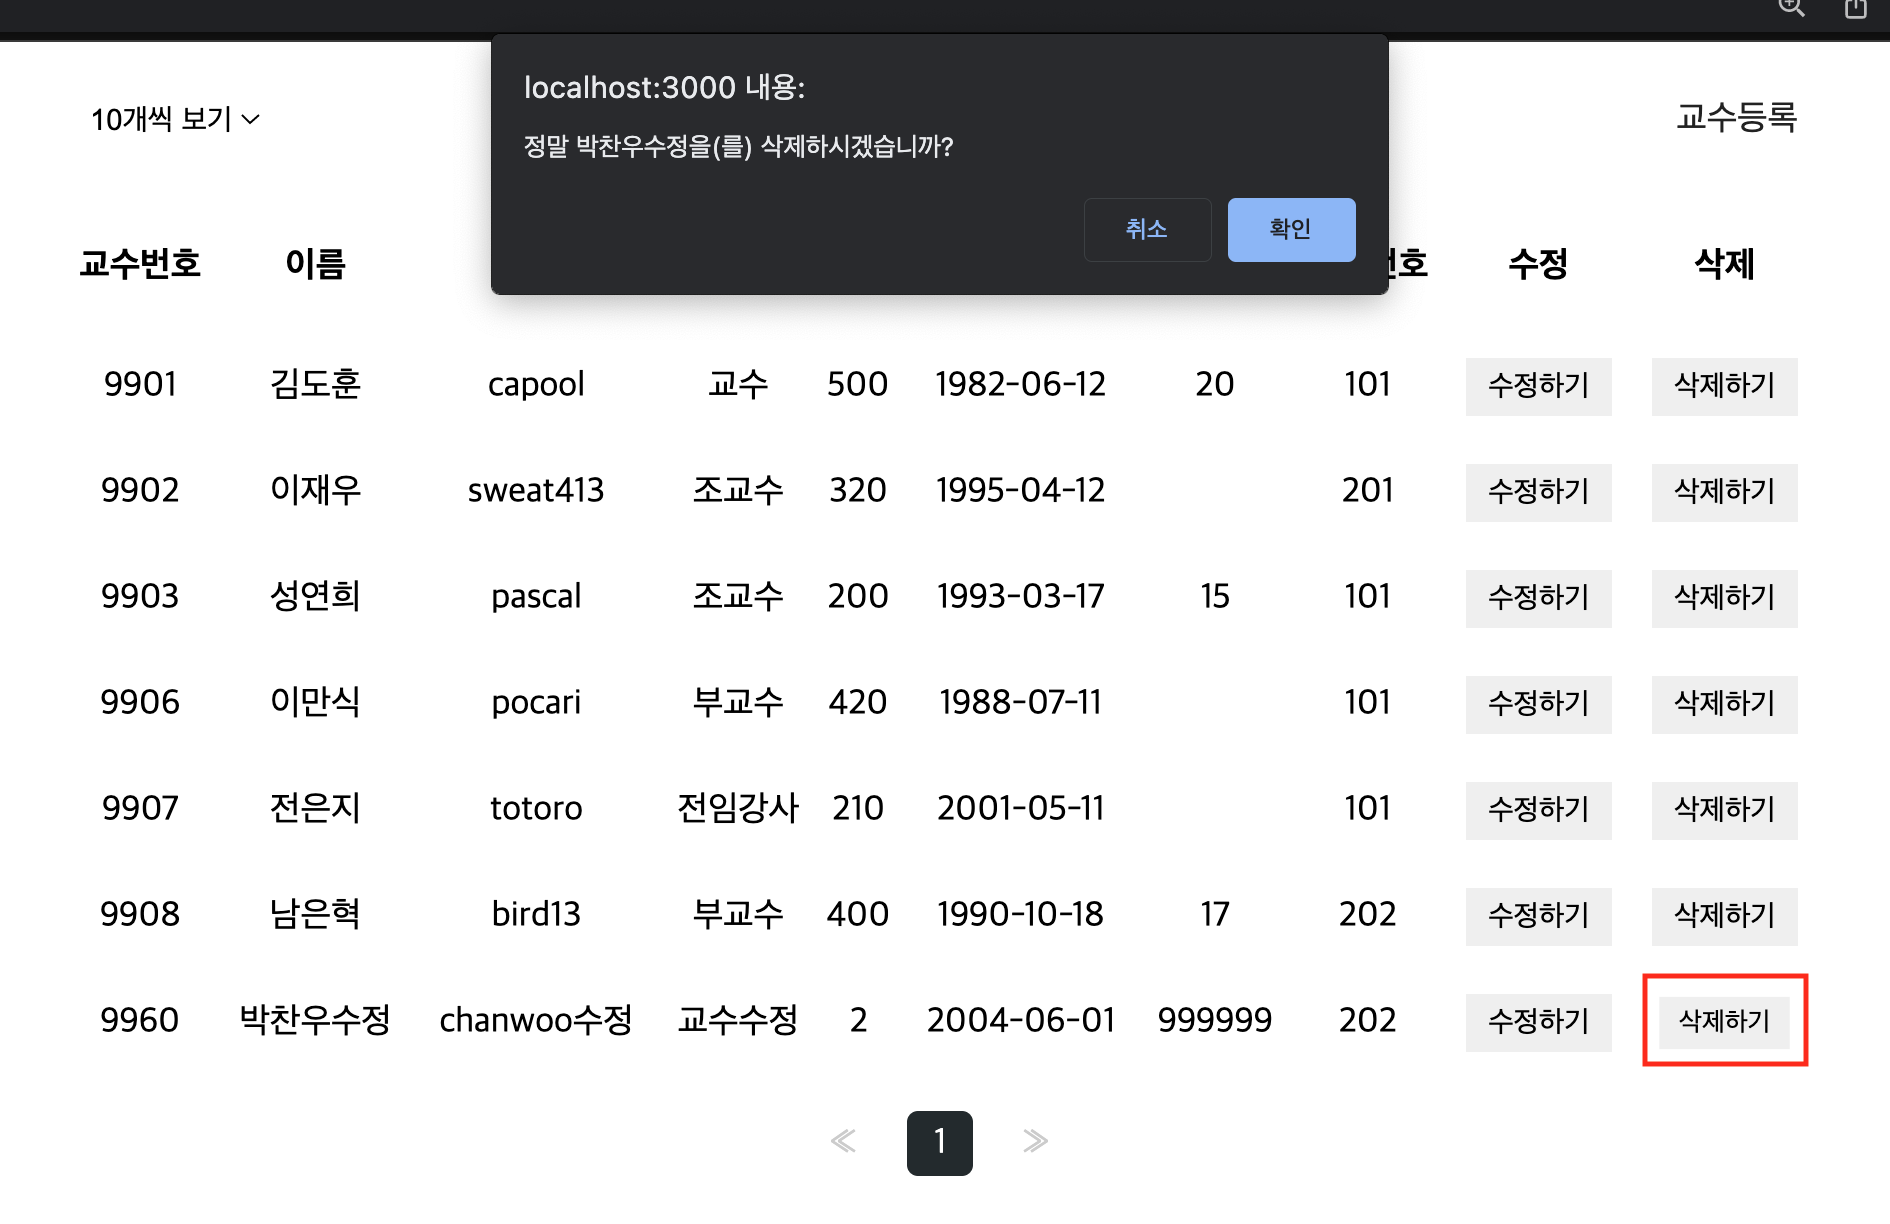 localhost:3000 내용:
정말 박찬우수정을(를) 삭제하시겠습니까?
취소 확인
10개씩 보기 교수등록
교수번호 이름 호 수정 삭제
9901 김도훈 capool 교수 500 1982-06-12 20 101 수정하기 삭제하기
9902 이재우 sweat413 조교수 320 1995-04-12 201 수정하기 삭제하기
9903 성연희 pascal 조교수 200 1993-03-17 15 101 수정하기 삭제하기
9906 이만식 pocari 부교수 420 1988-07-11 101 수정하기 삭제하기
9907 전은지 totoro 전임강사 210 2001-05-11 101 수정하기 삭제하기
9908 남은혁 bird13 부교수 400 1990-10-18 17 202 수정하기 삭제하기
9960 박찬우수정 chanwoo수정 교수수정 2 2004-06-01 999999 202 수정하기 삭제하기
≪ 1 ≫